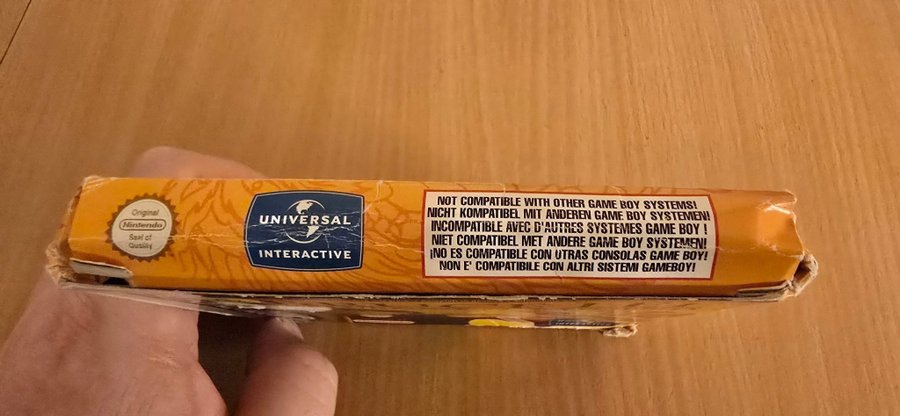 Original
Nintendo
Seal of
Quality
UNIVERSAL
INTERACTIVE
NOT COMPATIBLE WITH OTHER GAME BOY SYSTEMS!
NICHT KOMPATIBEL MIT ANDEREN GAME BOY SYSTEMEN!
INCOMPATIBLE AVEC D'AUTRES SYSTEMES GAME BOY !
NIET COMPATIBEL MET ANDERE GAME BOY SYSTEMEN!
¡NO ES COMPATIBLE CON OTRAS CONSOLAS GAME BOY!
NON E' COMPATIBILE CON ALTRI SISTEMI GAMEBOY!